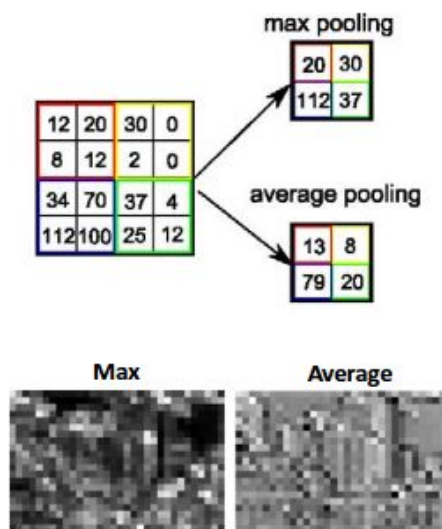 max pooling
20 30
112 37
12 20 30 0
8 12 2 0
34 70 37 4
112 100 25 12
average pooling
13 8
79 20
Max Average